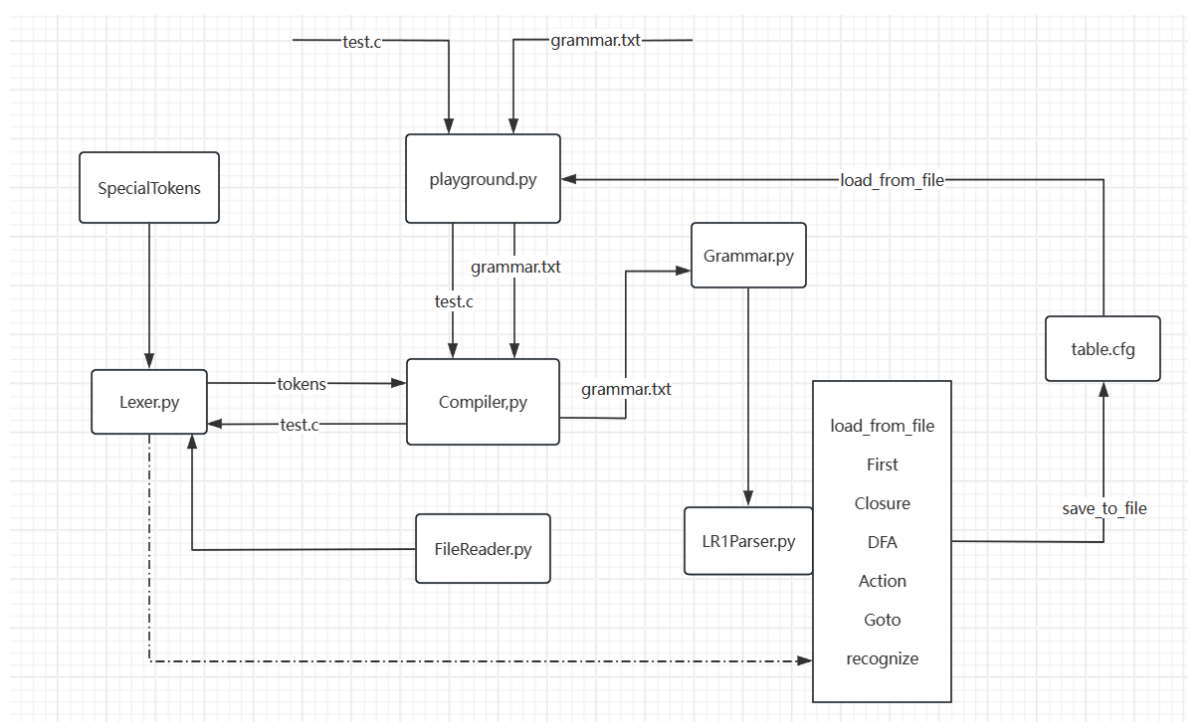 test.c
grammar.txt
SpecialTokens
playground.py
load_from_file
grammar.txt
Grammar.py
test.c
table.cfg
tokens
grammar.txt
Lexer.py
Compiler,py
test.c
load_from_file
First
Closure
save_to_file
FileReader.py
LR1Parser.py
DFA
Action
Goto
recognize